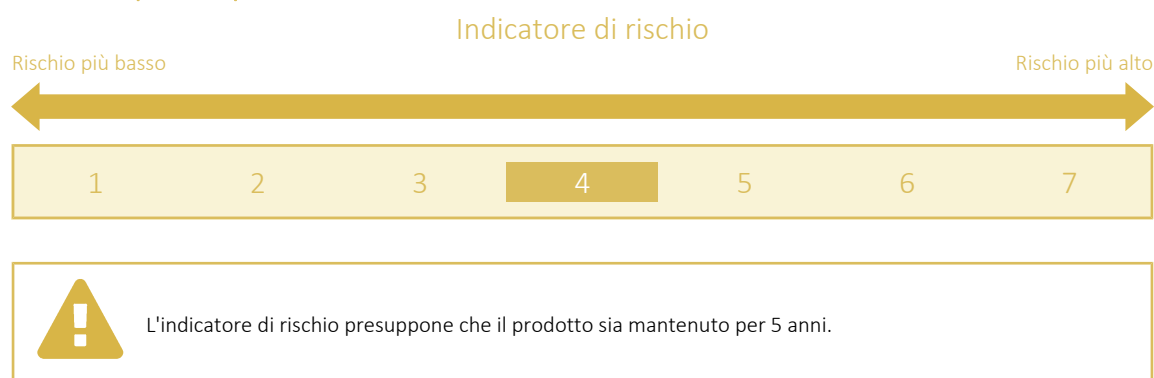 Indicatore di rischio
Rischio più basso Rischio più alto
1 2 3 4 5 6 7
L'indicatore di rischio presuppone che il prodotto sia mantenuto per 5 anni.